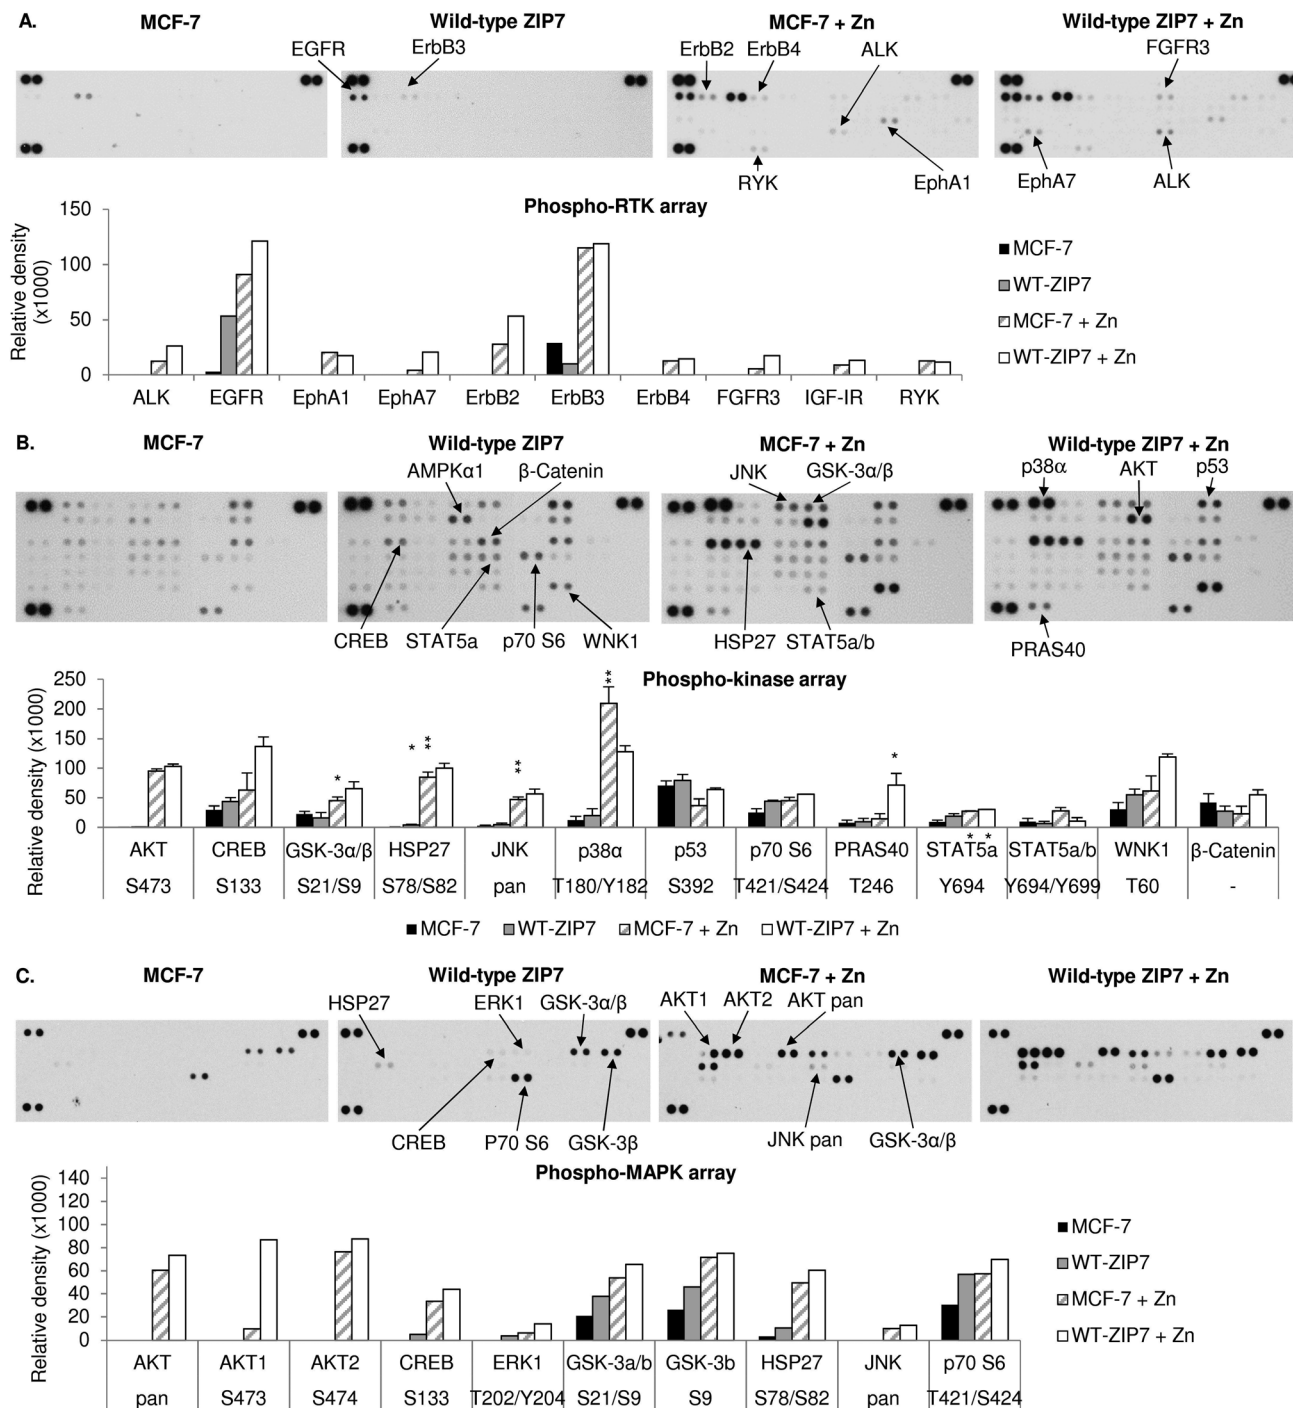 A.
MCF-7
Wild-type ZIP7
MCF-7 + Zn
Wild-type ZIP7 + Zn
EGFR
ErbB3
ErbB2
ErbB4
ALK
FGFR3
RYK
EphA1
EphA7
ALK
Phospho-RTK array
Relative density
(x1000)
150
100
50
0
ALK
EGFR
EphA1
EphA7
ErbB2
ErbB3
ErbB4
FGFR3
IGF-IR
RYK
MCF-7
WT-ZIP7
MCF-7 + Zn
WT-ZIP7 + Zn
B.
MCF-7
Wild-type ZIP7
MCF-7 + Zn
Wild-type ZIP7 + Zn
AMPKα1
β-Catenin
JNK
GSK-3α/β
p38α
AKT
p53
CREB
STAT5a
p70 S6
WNK1
HSP27
STAT5a/b
PRAS40
Phospho-kinase array
Relative density (x1000)
250
200
150
100
50
0
*
*
**
**
**
*
*
*
AKT
CREB
GSK-3α/β
HSP27
JNK
p38α
p53
p70 S6
PRAS40
STAT5a
STAT5a/b
WNK1
β-Catenin
S473
S133
S21/S9
S78/S82
pan
T180/Y182
S392
T421/S424
T246
Y694
Y694/Y699
T60
-
MCF-7
WT-ZIP7
MCF-7 + Zn
WT-ZIP7 + Zn
C.
MCF-7
Wild-type ZIP7
MCF-7 + Zn
Wild-type ZIP7 + Zn
HSP27
ERK1
GSK-3α/β
AKT1
AKT2
AKT pan
CREB
P70 S6
GSK-3β
JNK pan
GSK-3α/β
Phospho-MAPK array
Relative density (x1000)
140
120
100
80
60
40
20
0
AKT
AKT1
AKT2
CREB
ERK1
GSK-3a/b
GSK-3b
HSP27
JNK
p70 S6
pan
S473
S474
S133
T202/Y204
S21/S9
S9
S78/S82
pan
T421/S424
MCF-7
WT-ZIP7
MCF-7 + Zn
WT-ZIP7 + Zn